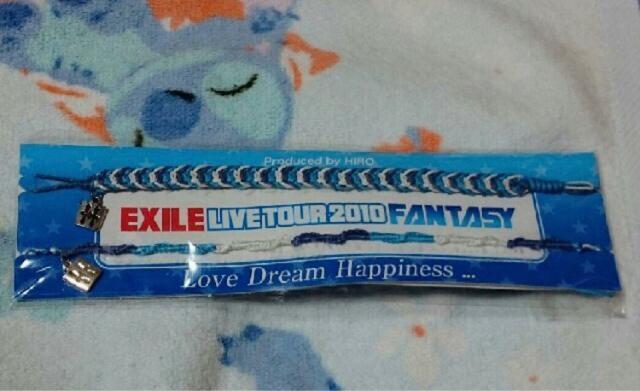 Produced by HIRO
EXILE LIVE TOUR 2010 FANTASY
Love Dream Happiness ...